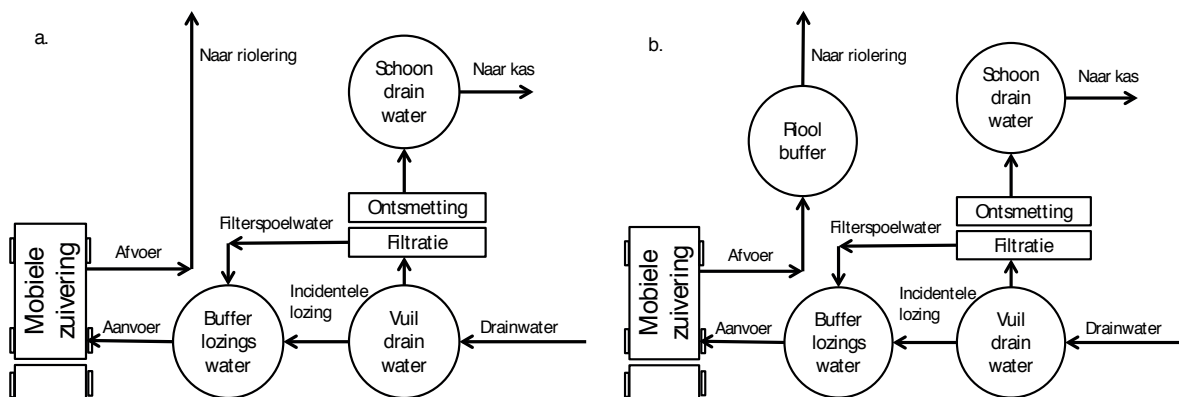 a.
Naar riolering
Schoon
drain
water
Naar kas
Ontsmetting
Filterspoelwater
Filtratie
Mobiele
zuivering
Afvoer
Aanvoer
Buffer
lozings
water
Incidentele
lozing
Vuil
drain
water
Drainwater
b.
Naar riolering
Riool
buffer
Schoon
drain
water
Naar kas
Ontsmetting
Filterspoelwater
Filtratie
Mobiele
zuivering
Afvoer
Aanvoer
Buffer
lozings
water
Incidentele
lozing
Vuil
drain
water
Drainwater